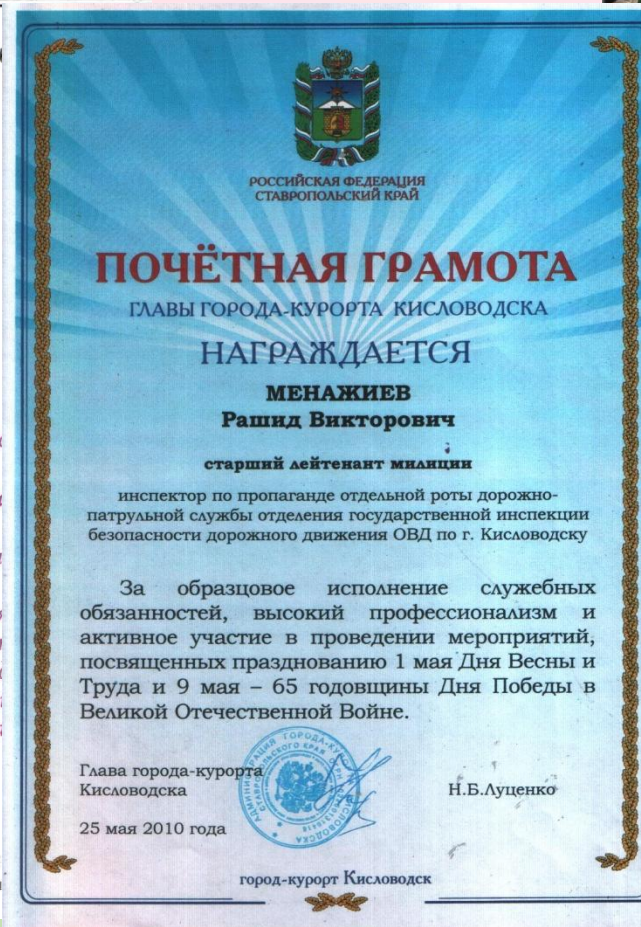 РОССИЙСКАЯ ФЕДЕРАЦИЯ
СТАВРОПОЛЬСКИЙ КРАЙ
ПОЧЁТНАЯ ГРАМОТА
ГЛАВЫ ГОРОДА-КУРОРТА КИСЛОВОДСКА
НАГРАЖДАЕТСЯ
МЕНАЖИЕВ
Рашид Викторович
старший лейтенант милиции
инспектор по пропаганде отдельной роты дорожно-
патрульной службы отделения государственной инспекции
безопасности дорожного движения ОВД по г. Кисловодску
За образцовое исполнение служебных
обязанностей, высокий профессионализм и
активное участие в проведении мероприятий,
посвященных празднованию 1 мая Дня Весны и
Труда и 9 мая – 65 годовщины Дня Победы в
Великой Отечественной Войне.
Глава города-курорта
Кисловодска
Н.Б.Луценко
25 мая 2010 года
город-курорт Кисловодск